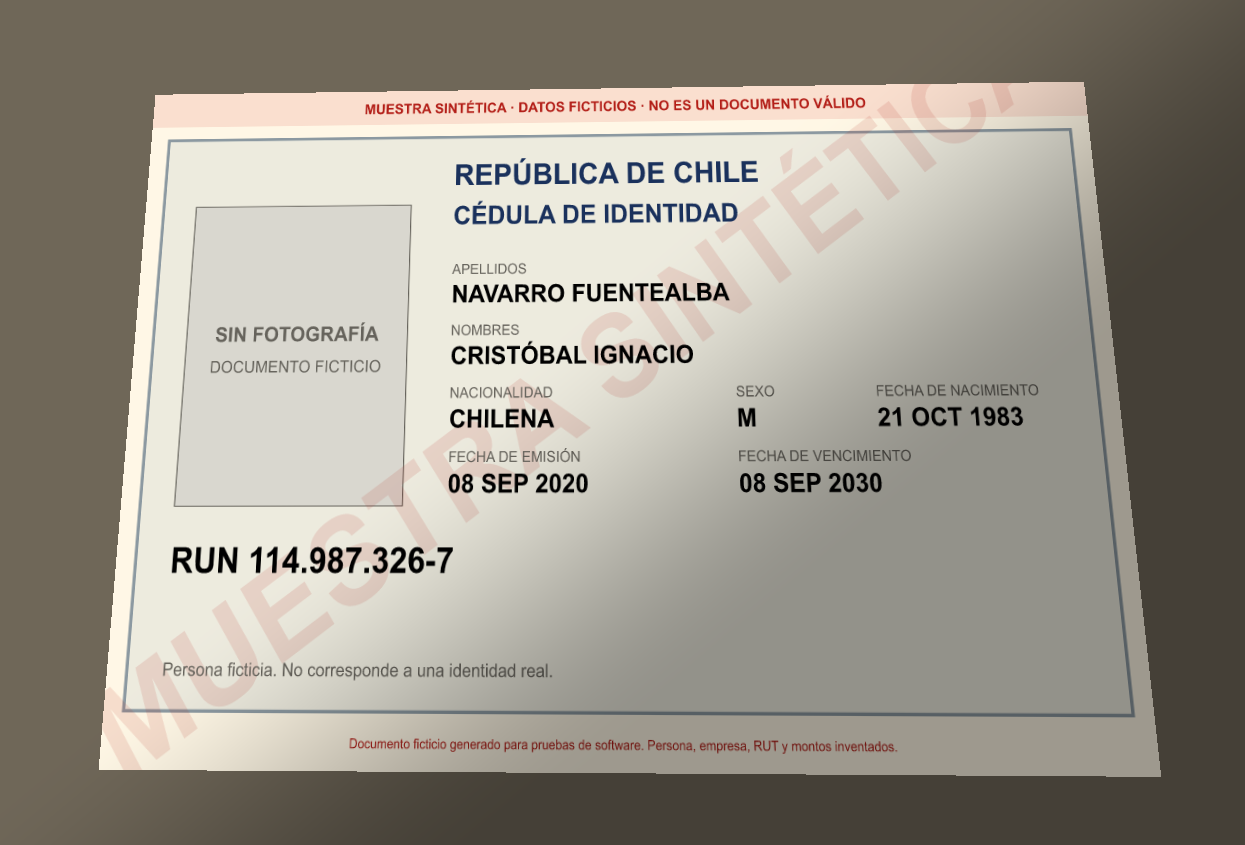 MUESTRA SINTÉTICA · DATOS FICTICIOS · NO ES UN DOCUMENTO VÁLIDO
REPÚBLICA DE CHILE
CÉDULA DE IDENTIDAD
SIN FOTOGRAFÍA
DOCUMENTO FICTICIO
APELLIDOS
NAVARRO FUENTEALBA
NOMBRES
CRISTÓBAL IGNACIO
NACIONALIDAD SEXO FECHA DE NACIMIENTO
CHILENA M 21 OCT 1983
FECHA DE EMISIÓN FECHA DE VENCIMIENTO
08 SEP 2020 08 SEP 2030
RUN 114.987.326-7
Persona ficticia. No corresponde a una identidad real.
Documento ficticio generado para pruebas de software. Persona, empresa, RUT y montos inventados.
MUESTRA SINTÉTICA